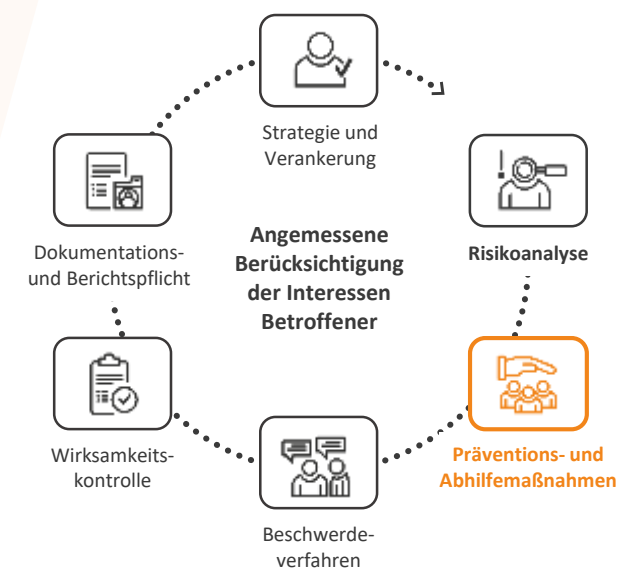 Strategie und
Verankerung
Risikoanalyse
Präventions- und
Abhilfemaßnahmen
Beschwerde-
verfahren
Wirksamkeits-
kontrolle
Dokumentations-
und Berichtspflicht
Angemessene
Berücksichtigung
der Interessen
Betroffener